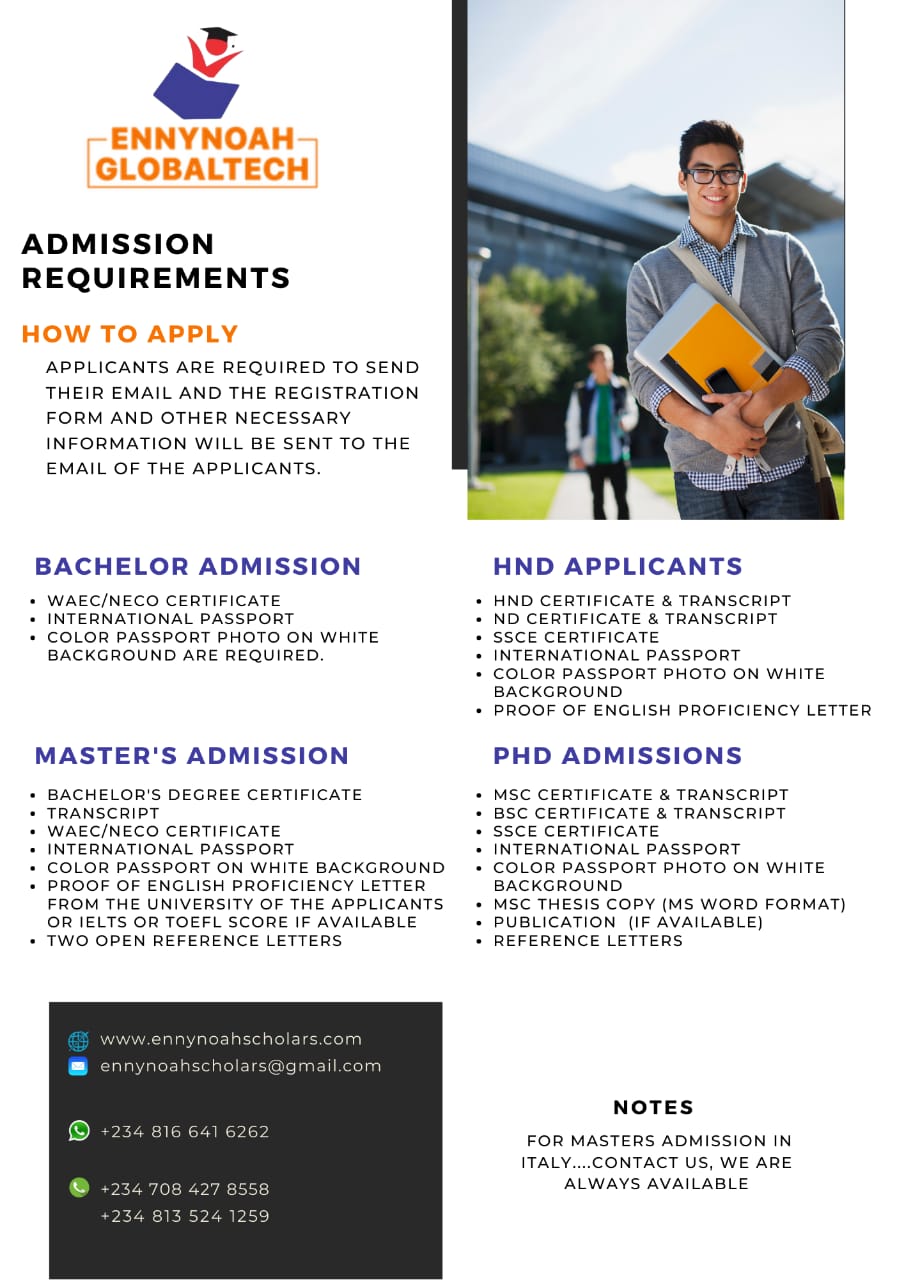 ENNYNOAH
GLOBALTECH
ADMISSION
REQUIREMENTS
HOW TO APPLY
APPLICANTS ARE REQUIRED TO SEND
THEIR EMAIL AND THE REGISTRATION
FORM AND OTHER NECESSARY
INFORMATION WILL BE SENT TO THE
EMAIL OF THE APPLICANTS.
BACHELOR ADMISSION
• WAEC/NECO CERTIFICATE
• INTERNATIONAL PASSPORT
• COLOR PASSPORT PHOTO ON WHITE
BACKGROUND ARE REQUIRED.
HND APPLICANTS
• HND CERTIFICATE & TRANSCRIPT
• ND CERTIFICATE & TRANSCRIPT
• SSCE CERTIFICATE
• INTERNATIONAL PASSPORT
• COLOR PASSPORT PHOTO ON WHITE
BACKGROUND
• PROOF OF ENGLISH PROFICIENCY LETTER
MASTER'S ADMISSION
• BACHELOR'S DEGREE CERTIFICATE
• TRANSCRIPT
• WAEC/NECO CERTIFICATE
• INTERNATIONAL PASSPORT
• COLOR PASSPORT ON WHITE BACKGROUND
• PROOF OF ENGLISH PROFICIENCY LETTER
FROM THE UNIVERSITY OF THE APPLICANTS
OR IELTS OR TOEFL SCORE IF AVAILABLE
• TWO OPEN REFERENCE LETTERS
PHD ADMISSIONS
• MSC CERTIFICATE & TRANSCRIPT
• BSC CERTIFICATE & TRANSCRIPT
• SSCE CERTIFICATE
• INTERNATIONAL PASSPORT
• COLOR PASSPORT PHOTO ON WHITE
BACKGROUND
• MSC THESIS COPY (MS WORD FORMAT)
• PUBLICATION (IF AVAILABLE)
• REFERENCE LETTERS
www.ennynoahscholars.com
ennynoahscholars@gmail.com
+234 816 641 6262
+234 708 427 8558
+234 813 524 1259
NOTES
FOR MASTERS ADMISSION IN
ITALY....CONTACT US, WE ARE
ALWAYS AVAILABLE